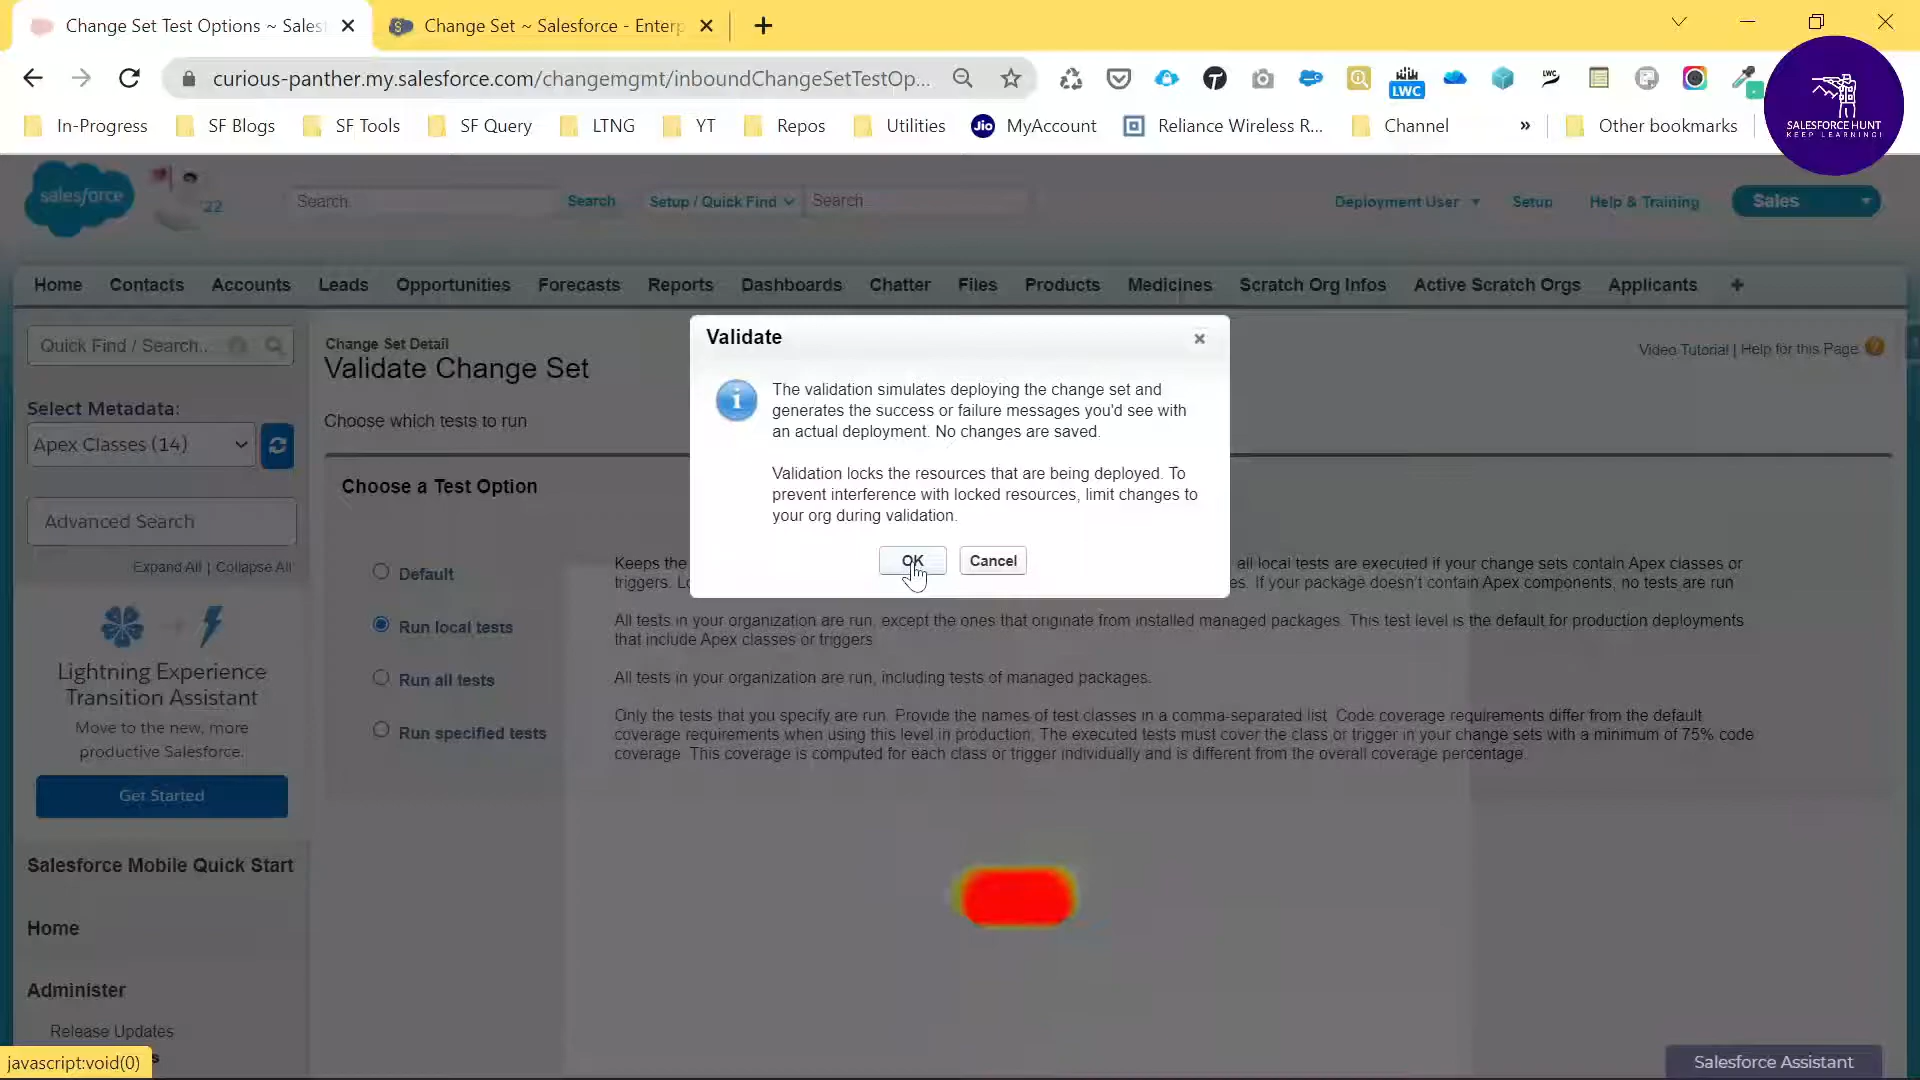 Change Set Test Options ~ Sales
Change Set ~ Salesforce - Enterp
curious-panther.my.salesforce.com/changemgmt/inboundChangeSetTestOp...
LWC
LWC
In-Progress
SF Blogs
SF Tools
SF Query
LTNG
YT
Repos
Utilities
Jio
MyAccount
Reliance Wireless R...
Channel
»
Other bookmarks
SALESFORCE HUNT
KEEP LEARNING!
salesforce
'22
Search
Search
Setup / Quick Find
Search
Deployment User
Setup
Help & Training
Sales
Home
Contacts
Accounts
Leads
Opportunities
Forecasts
Reports
Dashboards
Chatter
Files
Products
Medicines
Scratch Org Infos
Active Scratch Orgs
Applicants
+
Quick Find / Search...
Change Set Detail
Validate Change Set
Video Tutorial | Help for this Page
Select Metadata:
Apex Classes (14)
Choose which tests to run
Advanced Search
Expand All | Collapse All
Validate
The validation simulates deploying the change set and
generates the success or failure messages you'd see with
an actual deployment. No changes are saved.
Validation locks the resources that are being deployed. To
prevent interference with locked resources, limit changes to
your org during validation.
OK
Cancel
Choose a Test Option
Default
Keeps the
all local tests are executed if your change sets contain Apex classes or
triggers.
If your package doesn't contain Apex components, no tests are run
Run local tests
All tests in your organization are run, except the ones that originate from installed managed packages. This test level is the default for production deployments
that include Apex classes or triggers
Run all tests
All tests in your organization are run, including tests of managed packages.
Run specified tests
Only the tests that you specify are run. Provide the names of test classes in a comma-separated list. Code coverage requirements differ from the default
coverage requirements when using this level in production. The executed tests must cover the class or trigger in your change sets with a minimum of 75% code
coverage. This coverage is computed for each class or trigger individually and is different from the overall coverage percentage.
Lightning Experience
Transition Assistant
Move to the new, more
productive Salesforce.
Get Started
Salesforce Mobile Quick Start
Home
Administer
Release Updates
javascript:void(0)
Salesforce Assistant